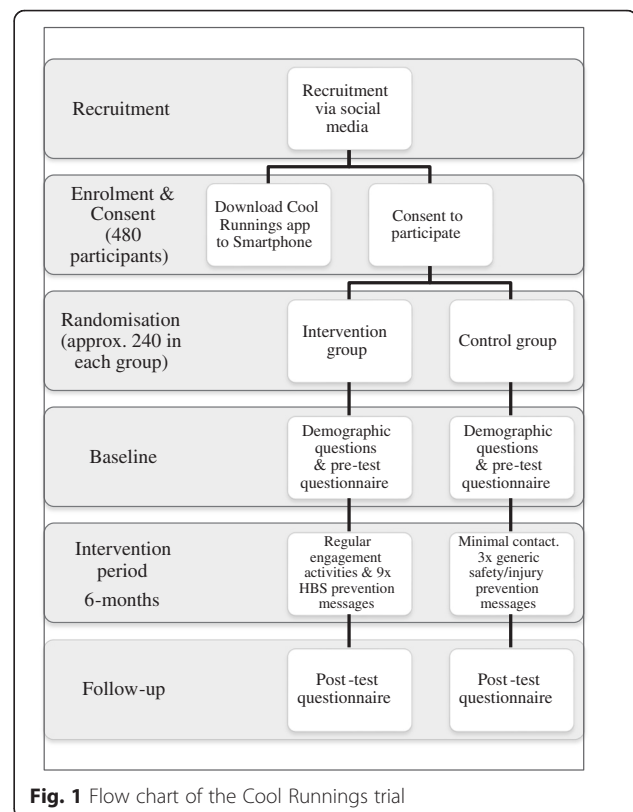 Recruitment
Recruitment
via social
media
Enrolment &
Consent
(480
participants)
Download Cool
Runnings app
to Smartphone
Consent to
participate
Randomisation
(approx. 240 in
each group)
Intervention
group
Control group
Baseline
Demographic
questions
& pre-test
questionnaire
Demographic
questions
& pre-test
questionnaire
Intervention
period
6-months
Regular
engagement
activities & 9x
HBS prevention
messages
Minimal contact.
3x generic
safety/injury
prevention
messages
Follow-up
Post-test
questionnaire
Post-test
questionnaire
Fig. 1 Flow chart of the Cool Runnings trial